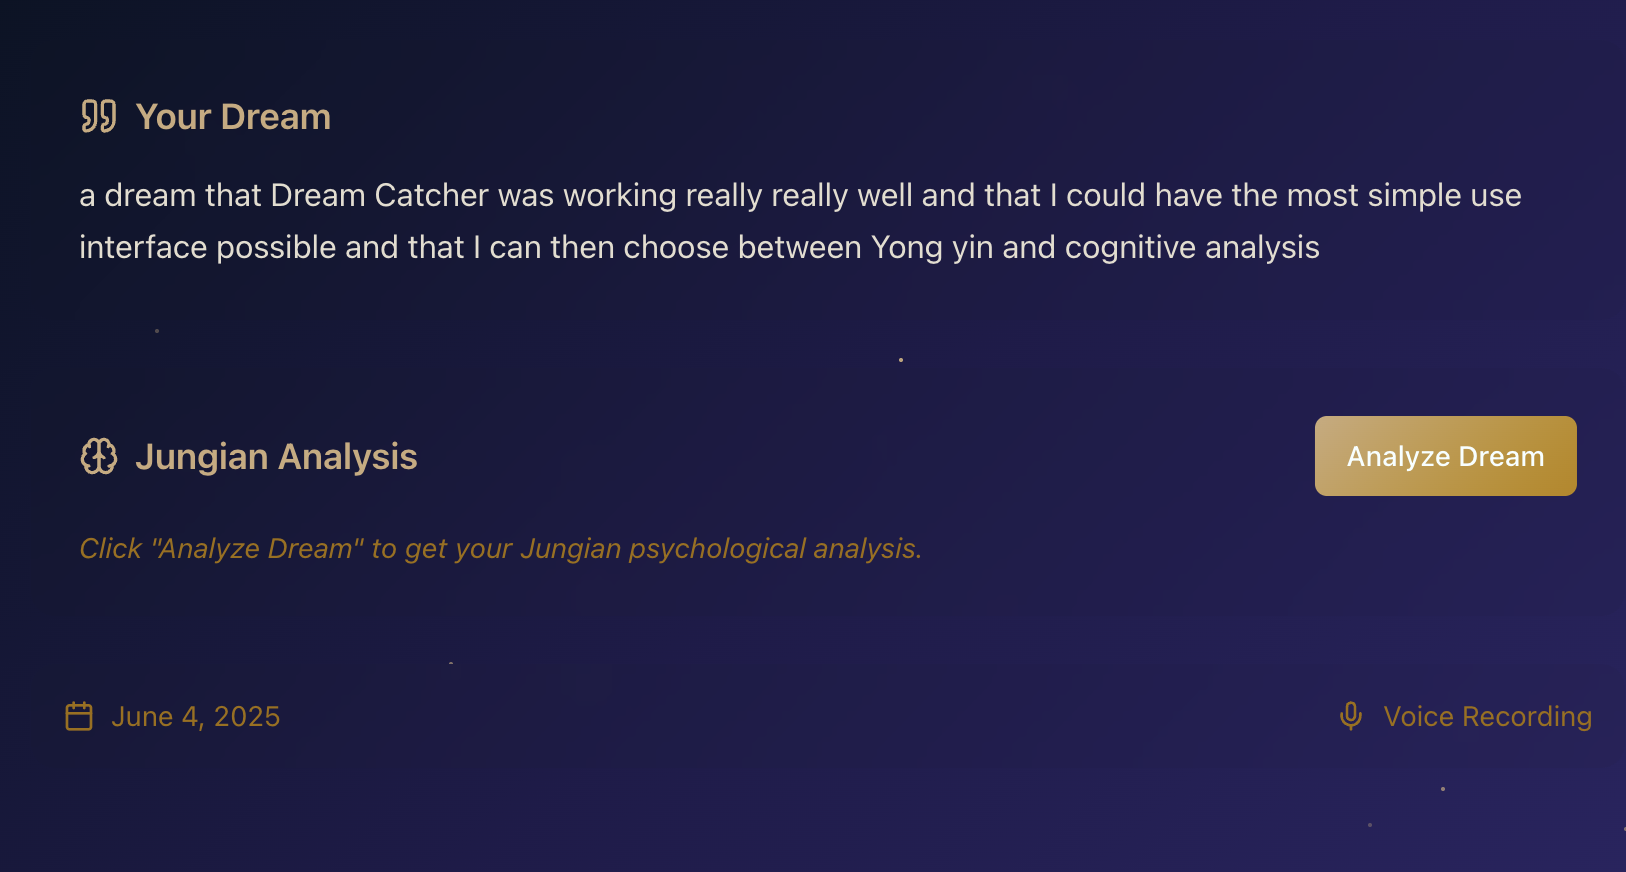 Your Dream
a dream that Dream Catcher was working really really well and that I could have the most simple use
interface possible and that I can then choose between Yong yin and cognitive analysis
Jungian Analysis
Analyze Dream
Click "Analyze Dream" to get your Jungian psychological analysis.
June 4, 2025
Voice Recording